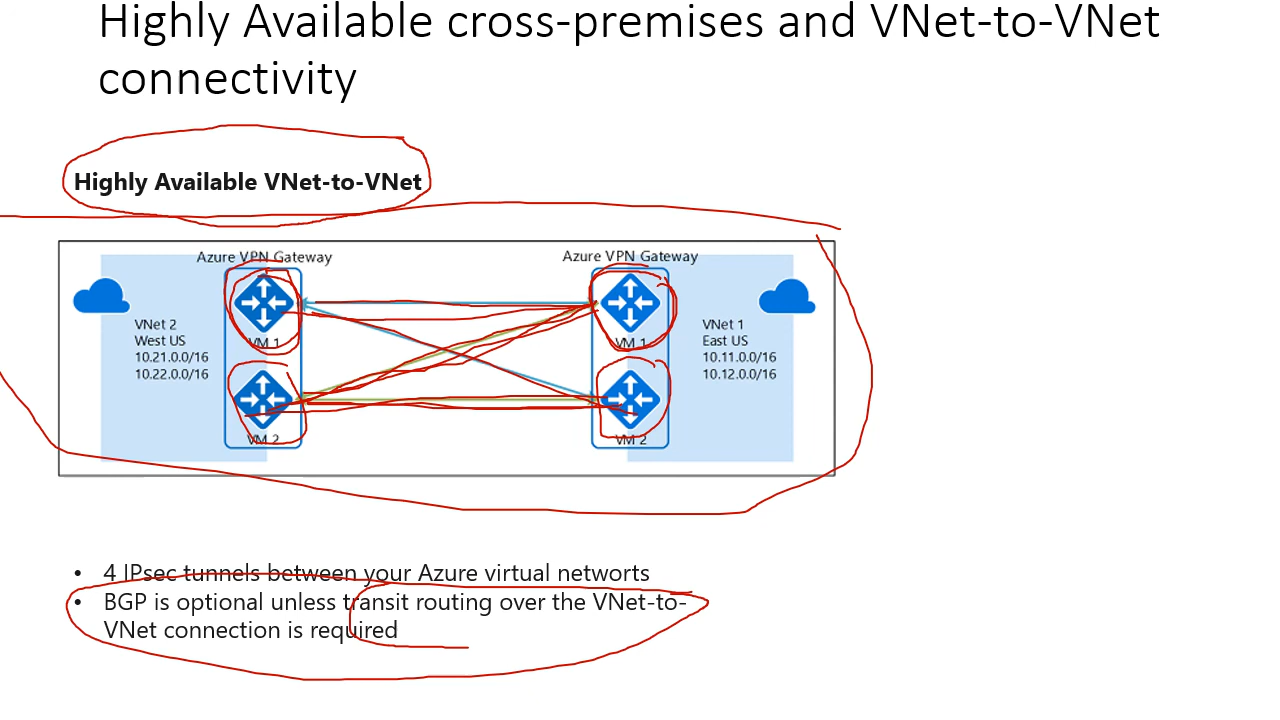 Highly Available cross-premises and VNet-to-VNet
connectivity
Highly Available VNet-to-VNet
Azure VPN Gateway
Azure VPN Gateway
VNet 2
West US
10.21.0.0/16
10.22.0.0/16
VM 1
VM 2
VM 1
VM 2
VNet 1
East US
10.11.0.0/16
10.12.0.0/16
• 4 IPsec tunnels between your Azure virtual networts
• BGP is optional unless transit routing over the VNet-to-
VNet connection is required